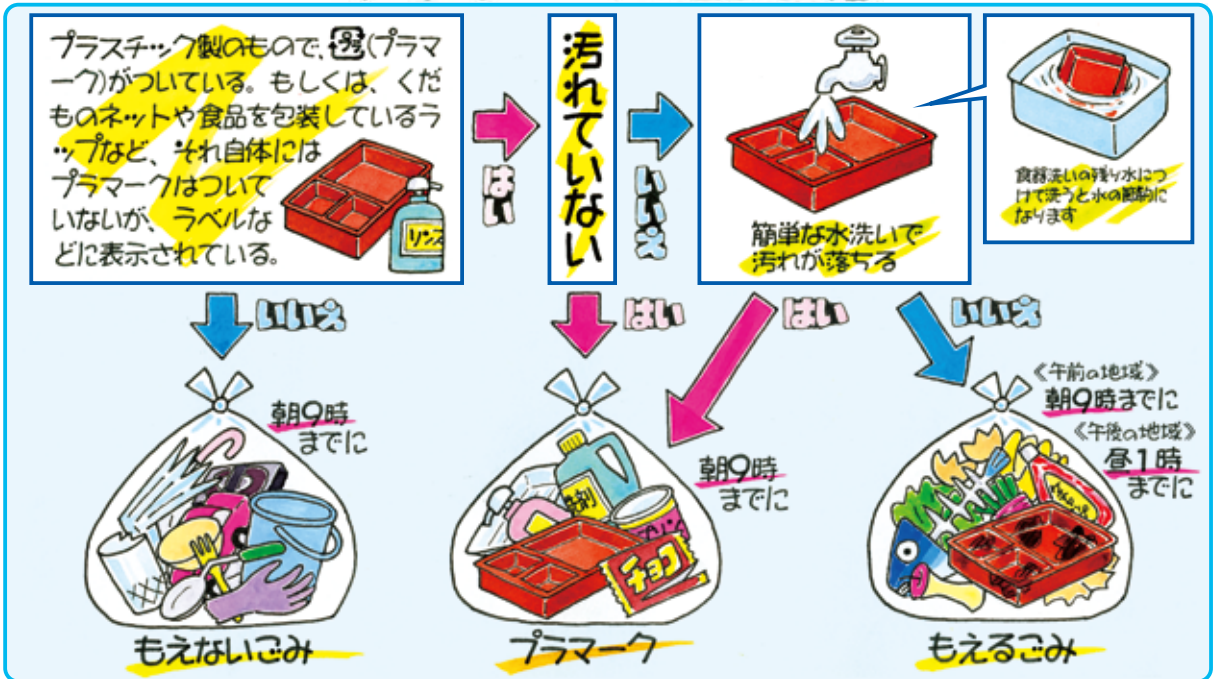 プラスチック製のもので、プラ(プラマ
ーク)がついている。もしくは、くだ
ものネットや食品を包装しているラ
ップなど、それ自体には
プラマークはついて
いないが、ラベルな
どに表示されている。
リンス
はい
汚れていない
いいえ
簡単な水洗いで
汚れが落ちる
食器洗いの残り水につ
けて洗うと水の節約に
なります
いいえ
はい
はい
いいえ
朝9時
までに
もえないごみ
洗剤
プリン
チョコ
朝9時
までに
プラマーク
《午前の地域》
朝9時までに
《午後の地域》
昼1時
までに
もえるごみ